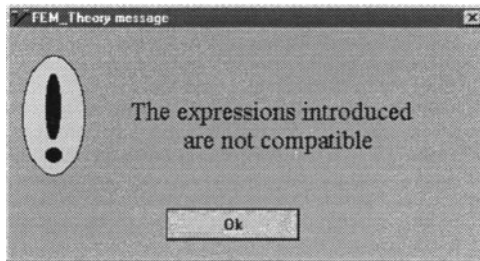 FEM_Theory message
The expressions introduced
are not compatible
Ok